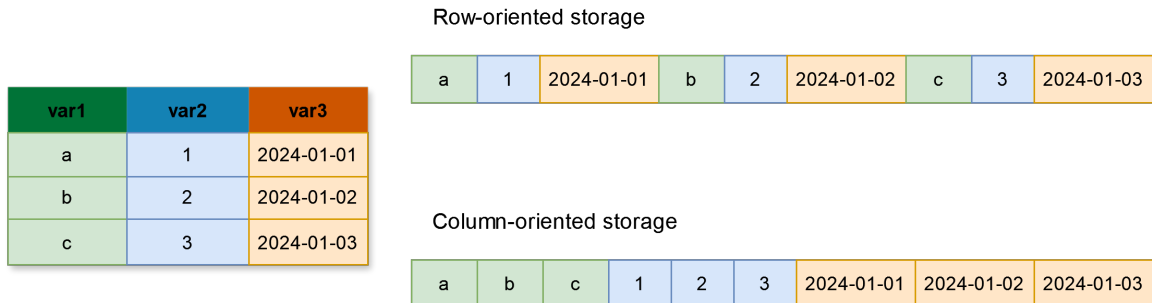 Row-oriented storage
a 1 2024-01-01 b 2 2024-01-02 c 3 2024-01-03
var1 var2 var3
a 1 2024-01-01
b 2 2024-01-02
c 3 2024-01-03
Column-oriented storage
a b c 1 2 3 2024-01-01 2024-01-02 2024-01-03